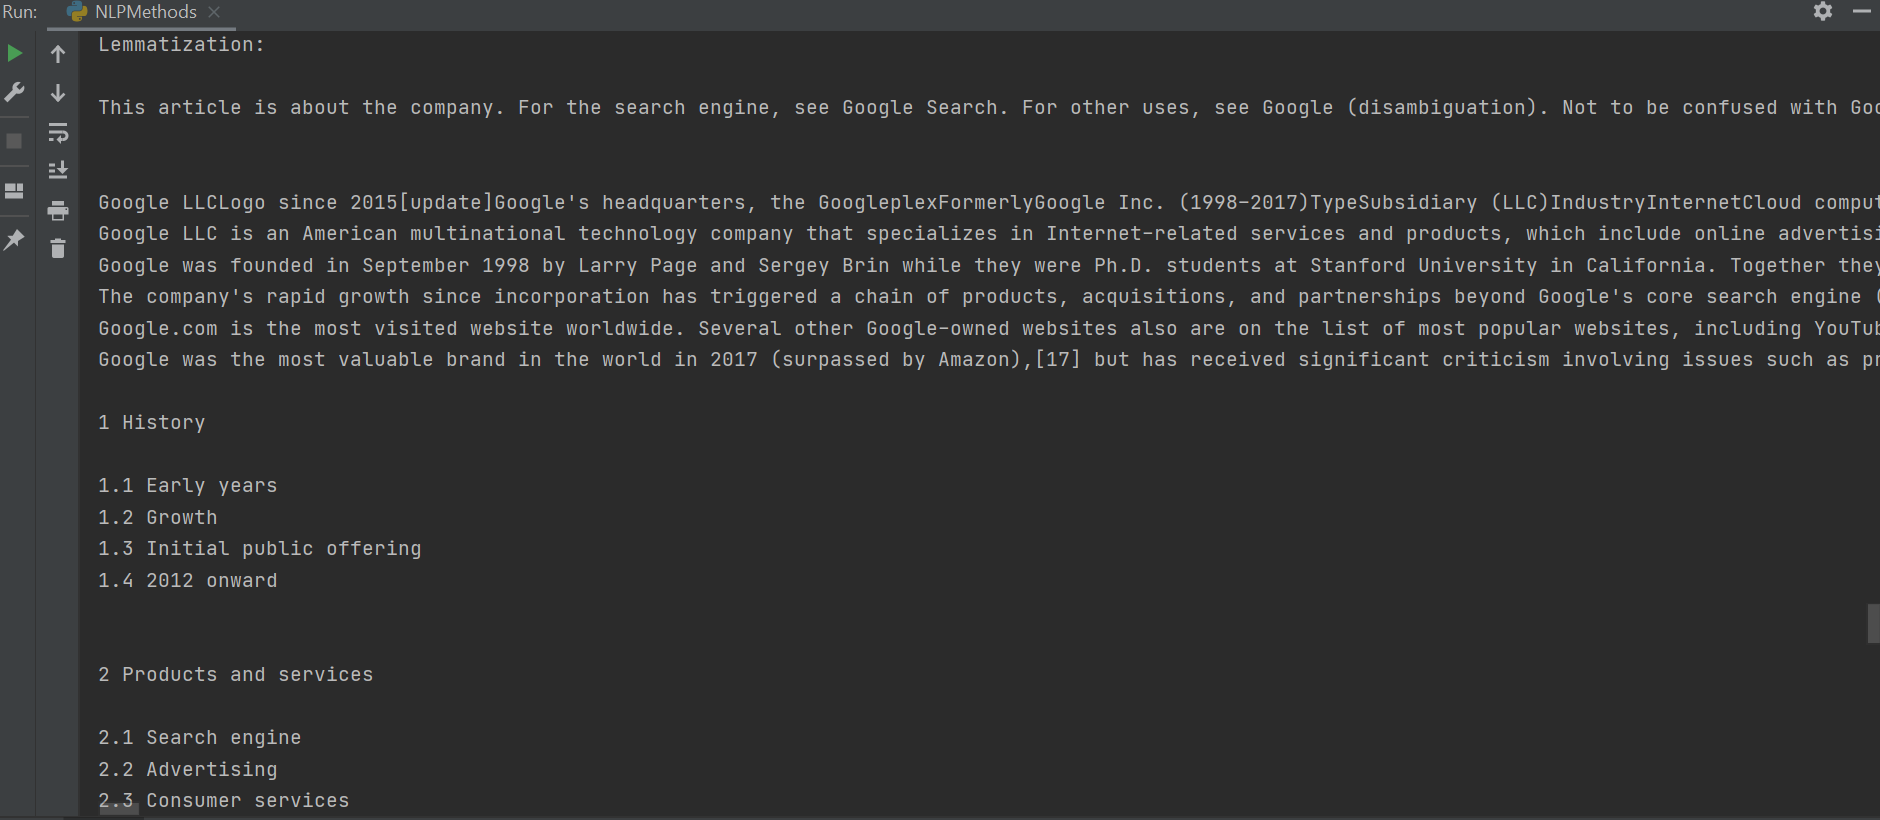 Run: NLPMethods
Lemmatization:
This article is about the company. For the search engine, see Google Search. For other uses, see Google (disambiguation). Not to be confused with Goo
Google LLCLogo since 2015[update]Google's headquarters, the GoogleplexFormerlyGoogle Inc. (1998-2017)TypeSubsidiary (LLC)IndustryInternetCloud comput
Google LLC is an American multinational technology company that specializes in Internet-related services and products, which include online advertisi
Google was founded in September 1998 by Larry Page and Sergey Brin while they were Ph.D. students at Stanford University in California. Together they
The company's rapid growth since incorporation has triggered a chain of products, acquisitions, and partnerships beyond Google's core search engine (
Google.com is the most visited website worldwide. Several other Google-owned websites also are on the list of most popular websites, including YouTub
Google was the most valuable brand in the world in 2017 (surpassed by Amazon),[17] but has received significant criticism involving issues such as pr
1 History
1.1 Early years
1.2 Growth
1.3 Initial public offering
1.4 2012 onward
2 Products and services
2.1 Search engine
2.2 Advertising
2.3 Consumer services